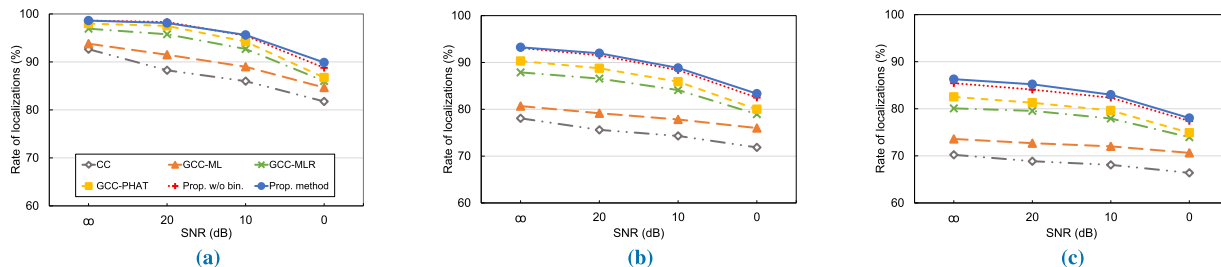 100
90
80
70
60
Rate of localizations (%)
CC
GCC-ML
GCC-MLR
GCC-PHAT
Prop. w/o bin.
Prop. method
∞ 20 10 0
SNR (dB)
(a)
100
90
80
70
60
Rate of localizations (%)
∞ 20 10 0
SNR (dB)
(b)
100
90
80
70
60
Rate of localizations (%)
∞ 20 10 0
SNR (dB)
(c)